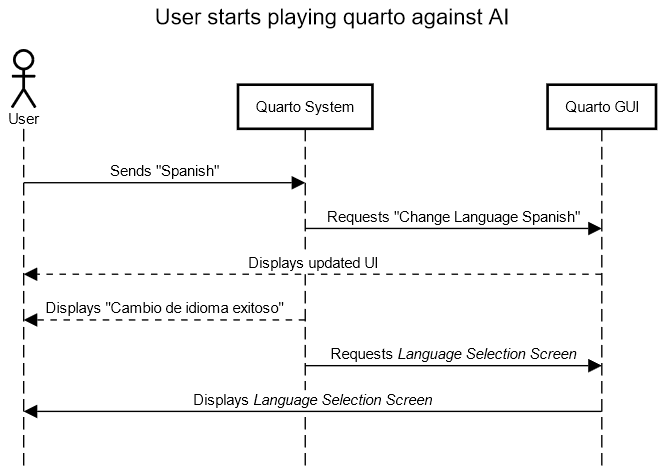 User starts playing quarto against AI
User
Quarto System
Quarto GUI
Sends "Spanish"
Requests "Change Language Spanish"
Displays updated UI
Displays "Cambio de idioma exitoso"
Requests Language Selection Screen
Displays Language Selection Screen